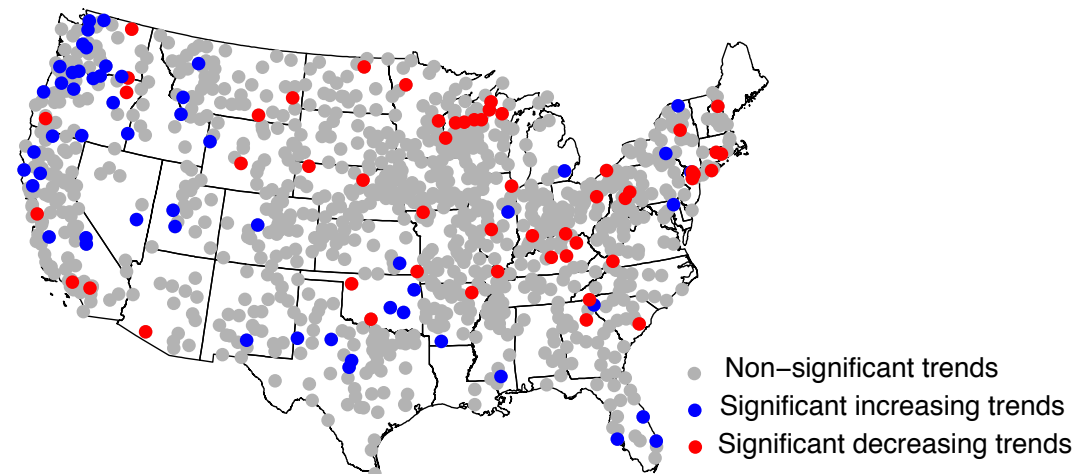 Non−significant trends
Significant increasing trends
Significant decreasing trends